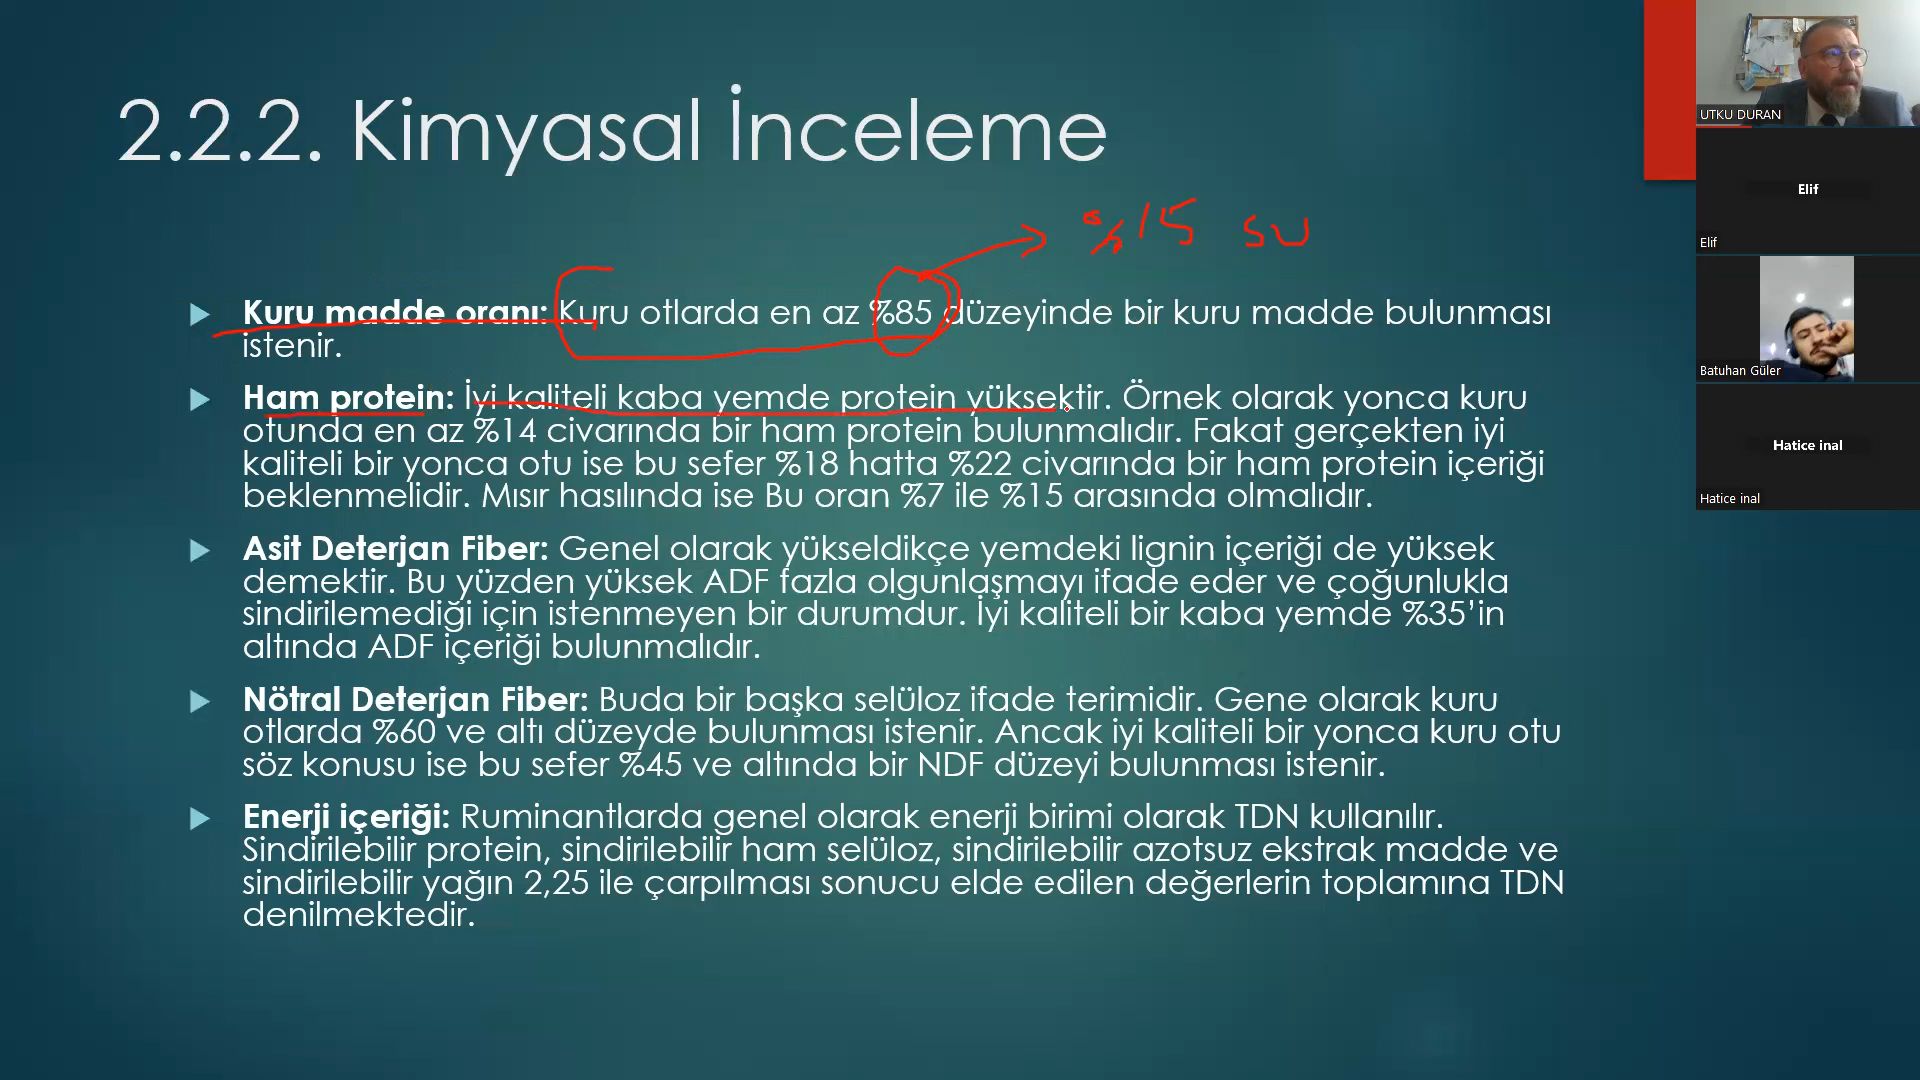 2.2.2. Kimyasal İnceleme
%15 su
Kuru madde oranı: Kuru otlarda en az %85 düzeyinde bir kuru madde bulunması
istenir.
Ham protein: İyi kaliteli kaba yemde protein yüksektir. Örnek olarak yonca kuru
otunda en az %14 civarında bir ham protein bulunmalıdır. Fakat gerçekten iyi
kaliteli bir yonca otu ise bu sefer %18 hatta %22 civarında bir ham protein içeriği
beklenmelidir. Mısır hasılında ise Bu oran %7 ile %15 arasında olmalıdır.
Asit Deterjan Fiber: Genel olarak yükseldikçe yemdeki lignin içeriği de yüksek
demektir. Bu yüzden yüksek ADF fazla olgunlaşmayı ifade eder ve çoğunlukla
sindirilemediği için istenmeyen bir durumdur. İyi kaliteli bir kaba yemde %35’in
altında ADF içeriği bulunmalıdır.
Nötral Deterjan Fiber: Buda bir başka selüloz ifade terimidir. Gene olarak kuru
otlarda %60 ve altı düzeyde bulunması istenir. Ancak iyi kaliteli bir yonca kuru otu
söz konusu ise bu sefer %45 ve altında bir NDF düzeyi bulunması istenir.
Enerji içeriği: Ruminantlarda genel olarak enerji birimi olarak TDN kullanılır.
Sindirilebilir protein, sindirilebilir ham selüloz, sindirilebilir azotsuz ekstrak madde ve
sindirilebilir yağın 2,25 ile çarpılması sonucu elde edilen değerlerin toplamına TDN
denilmektedir.
UTKU DURAN
Elif
Elif
Batuhan Güler
Hatice inal
Hatice inal